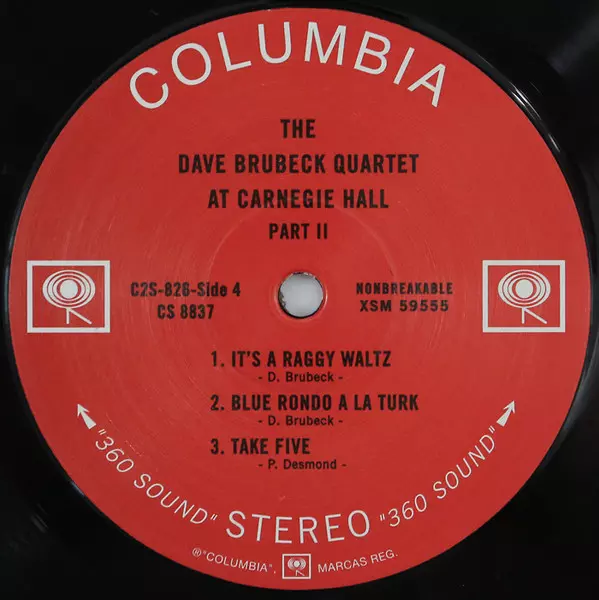 COLUMBIA
THE
DAVE BRUBECK QUARTET
AT CARNEGIE HALL
PART II
C2S-826-Side 4
CS 8837
NONBREAKABLE
XSM 59555
1. IT'S A RAGGY WALTZ
- D. Brubeck -
2. BLUE RONDO A LA TURK
- D. Brubeck -
3. TAKE FIVE
- P. Desmond -
"360 SOUND" STEREO "360 SOUND"
®"COLUMBIA", MARCAS REG.